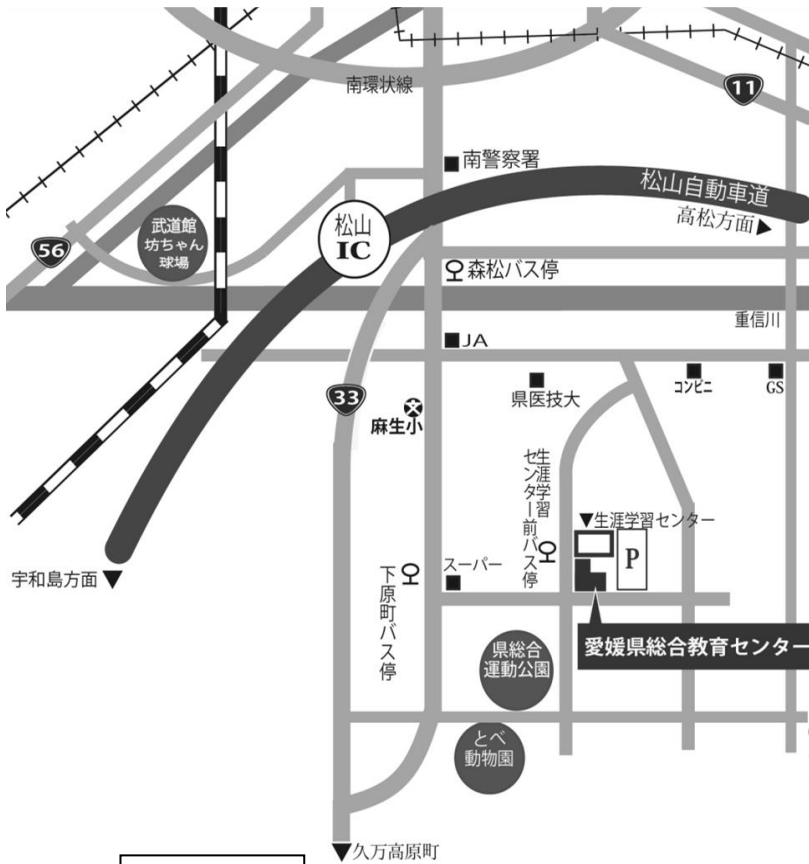 南環状線
11
南警察署
松山自動車道
高松方面▶
武道館
坊ちゃん
球場
松山
IC
56
森松バス停
重信川
JA
33
麻生小
県医技大
コンビニ
GS
生涯学習
センター前バス停
▼生涯学習センター
P
宇和島方面▼
下原町バス停
スーパー
愛媛県総合教育センター
県総合
運動公園
とべ
動物園
▼久万高原町